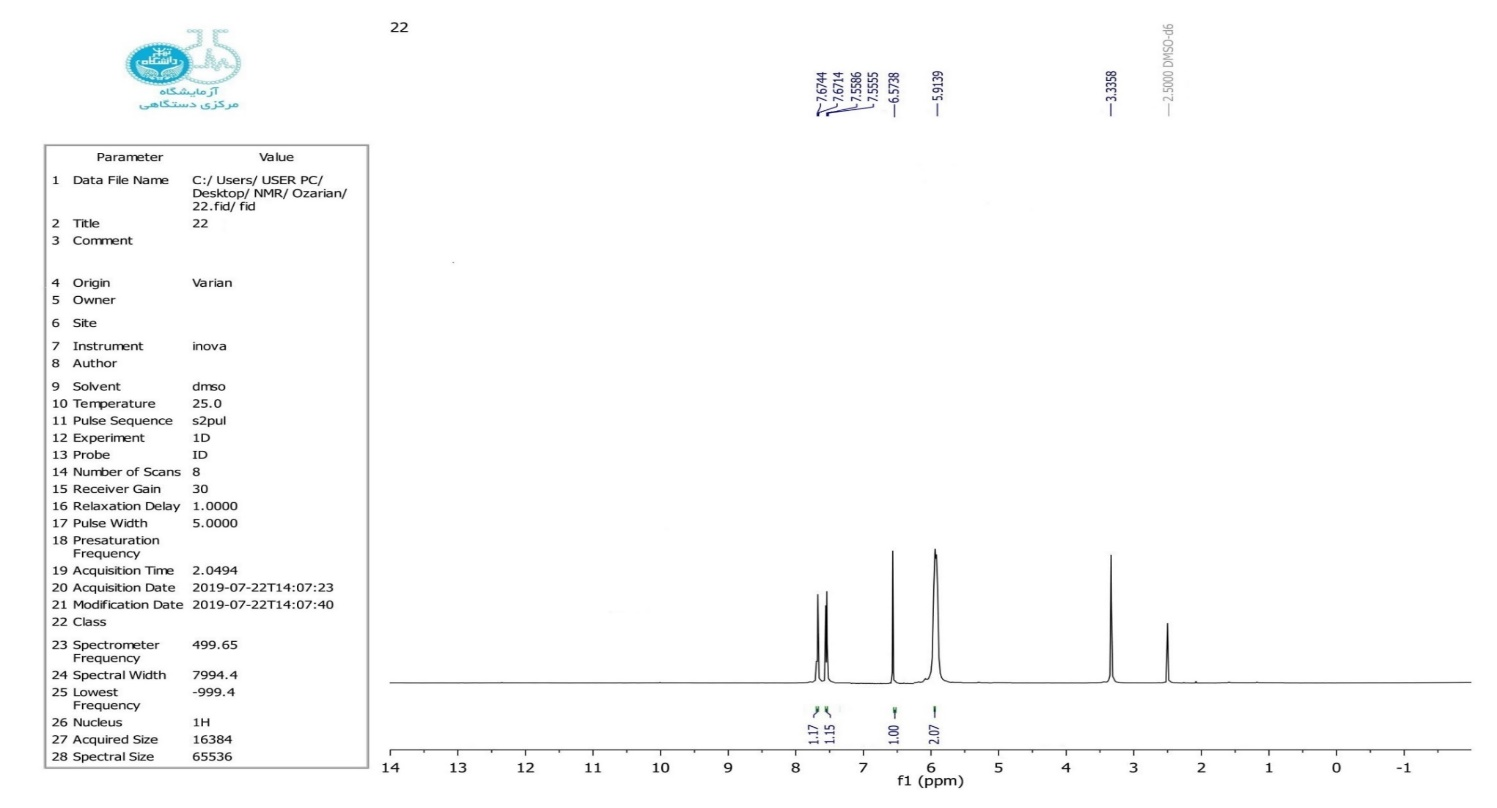 22
دانشگاه تهران
آزمایشگاه
مرکزی دستگاهی
Parameter Value
1 Data File Name C:/ Users/ USER PC/
Desktop/ NMR/ Ozarian/
22.fid/ fid
2 Title 22
3 Comment
4 Origin Varian
5 Owner
6 Site
7 Instrument inova
8 Author
9 Solvent dmso
10 Temperature 25.0
11 Pulse Sequence s2pul
12 Experiment 1D
13 Probe ID
14 Number of Scans 8
15 Receiver Gain 30
16 Relaxation Delay 1.0000
17 Pulse Width 5.0000
18 Presaturation
Frequency
19 Acquisition Time 2.0494
20 Acquisition Date 2019-07-22T14:07:23
21 Modification Date 2019-07-22T14:07:40
22 Class
23 Spectrometer 499.65
Frequency
24 Spectral Width 7994.4
25 Lowest -999.4
Frequency
26 Nucleus 1H
27 Acquired Size 16384
28 Spectral Size 65536
7.6744
7.6714
7.5586
7.5555
6.5738
5.9139
3.3358
2.5000 DMSO-d6
1.17
1.15
1.00
2.07
14 13 12 11 10 9 8 7 6 5 4 3 2 1 0 -1
f1 (ppm)